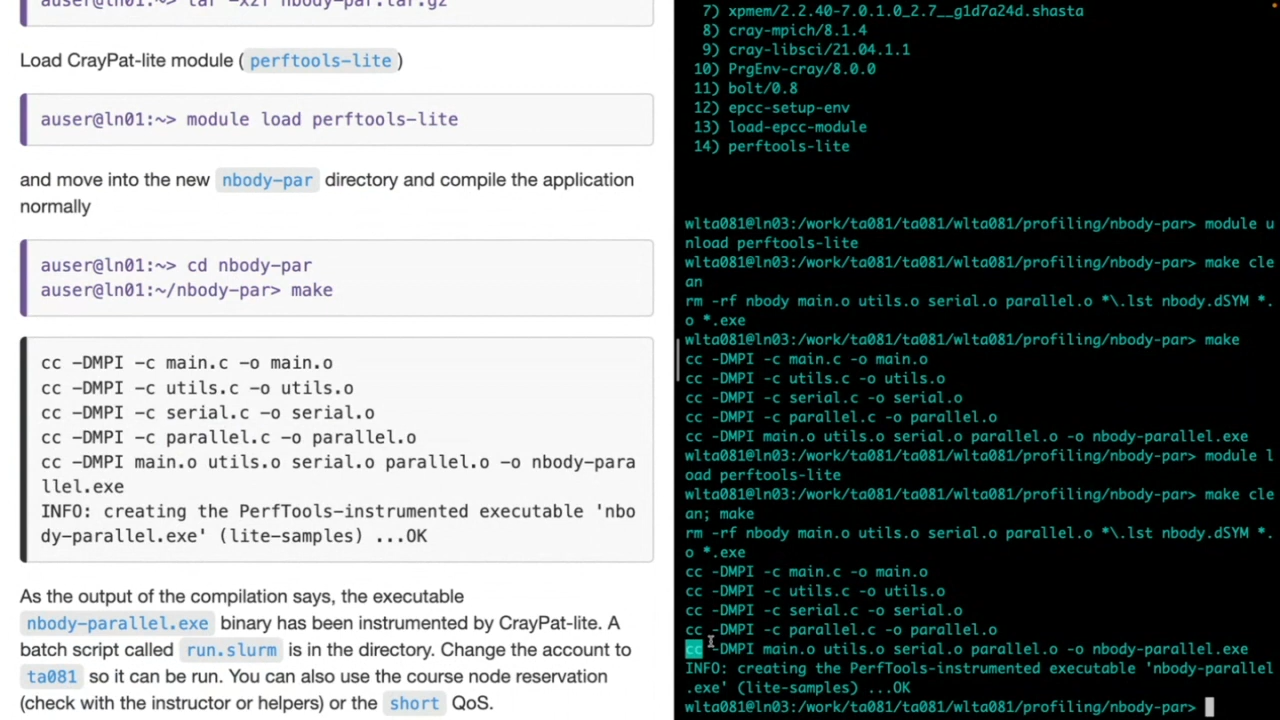 auser@ln01:~> tar -xzf nbody-par.tar.gz
Load CrayPat-lite module ( perftools-lite )
auser@ln01:~> module load perftools-lite
and move into the new nbody-par directory and compile the application
normally
auser@ln01:~> cd nbody-par
auser@ln01:~/nbody-par> make
cc -DMPI -c main.c -o main.o
cc -DMPI -c utils.c -o utils.o
cc -DMPI -c serial.c -o serial.o
cc -DMPI -c parallel.c -o parallel.o
cc -DMPI main.o utils.o serial.o parallel.o -o nbody-para
llel.exe
INFO: creating the PerfTools-instrumented executable 'nbo
dy-parallel.exe' (lite-samples) ...OK
As the output of the compilation says, the executable
nbody-parallel.exe binary has been instrumented by CrayPat-lite. A
batch script called run.slurm is in the directory. Change the account to
ta081 so it can be run. You can also use the course node reservation
(check with the instructor or helpers) or the short QoS.
7) xpmem/2.2.40-7.0.1.0_2.7__g1d7a24d.shasta
8) cray-mpich/8.1.4
9) cray-libsci/21.04.1.1
10) PrgEnv-cray/8.0.0
11) bolt/0.8
12) epcc-setup-env
13) load-epcc-module
14) perftools-lite
wlta081@ln03:/work/ta081/ta081/wlta081/profiling/nbody-par> module u
nload perftools-lite
wlta081@ln03:/work/ta081/ta081/wlta081/profiling/nbody-par> make cle
an
rm -rf nbody main.o utils.o serial.o parallel.o *\.lst nbody.dSYM *.
o *.exe
wlta081@ln03:/work/ta081/ta081/wlta081/profiling/nbody-par> make
cc -DMPI -c main.c -o main.o
cc -DMPI -c utils.c -o utils.o
cc -DMPI -c serial.c -o serial.o
cc -DMPI -c parallel.c -o parallel.o
cc -DMPI main.o utils.o serial.o parallel.o -o nbody-parallel.exe
wlta081@ln03:/work/ta081/ta081/wlta081/profiling/nbody-par> module l
oad perftools-lite
wlta081@ln03:/work/ta081/ta081/wlta081/profiling/nbody-par> make cle
an; make
rm -rf nbody main.o utils.o serial.o parallel.o *\.lst nbody.dSYM *.
o *.exe
cc -DMPI -c main.c -o main.o
cc -DMPI -c utils.c -o utils.o
cc -DMPI -c serial.c -o serial.o
cc -DMPI -c parallel.c -o parallel.o
cc -DMPI main.o utils.o serial.o parallel.o -o nbody-parallel.exe
INFO: creating the PerfTools-instrumented executable 'nbody-parallel
.exe' (lite-samples) ...OK
wlta081@ln03:/work/ta081/ta081/wlta081/profiling/nbody-par>